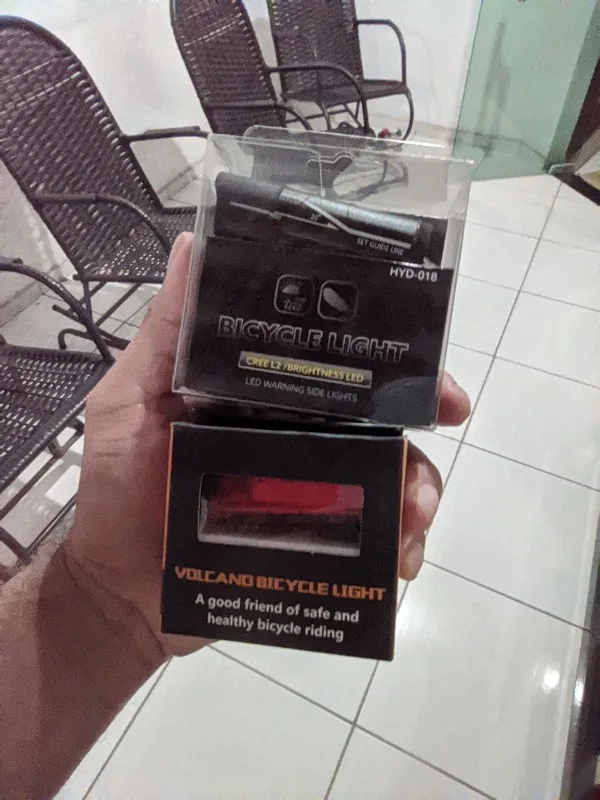 20°
SET GUIDE LINE
HYD-018
BICYCLE LIGHT
CREE L2 /BRIGHTNESS LED
LED WARNING SIDE LIGHTS
VOLCANO BICYCLE LIGHT
A good friend of safe and
healthy bicycle riding